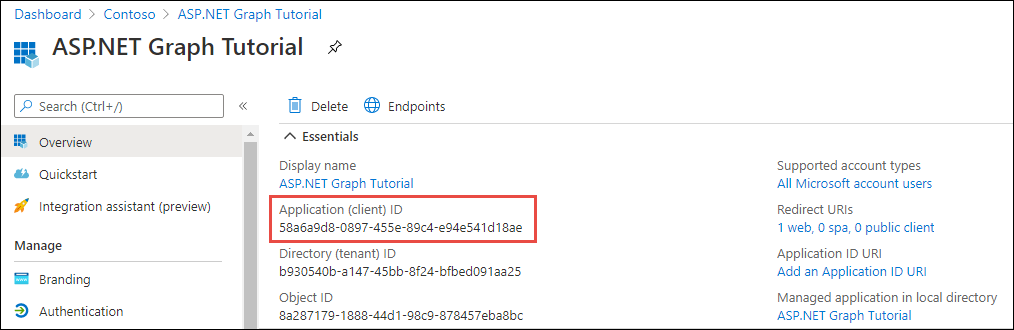 Dashboard > Contoso > ASP.NET Graph Tutorial
ASP.NET Graph Tutorial
Search (Ctrl+/)
«
Delete
Endpoints
Overview
Quickstart
Integration assistant (preview)
Manage
Branding
Authentication
Essentials
Display name
ASP.NET Graph Tutorial
Application (client) ID
58a6a9d8-0897-455e-89c4-e94e541d18ae
Directory (tenant) ID
b930540b-a147-45bb-8f24-bfbed091aa25
Object ID
8a287179-1888-44d1-98c9-878457eba8bc
Supported account types
All Microsoft account users
Redirect URIs
1 web, 0 spa, 0 public client
Application ID URI
Add an Application ID URI
Managed application in local directory
ASP.NET Graph Tutorial